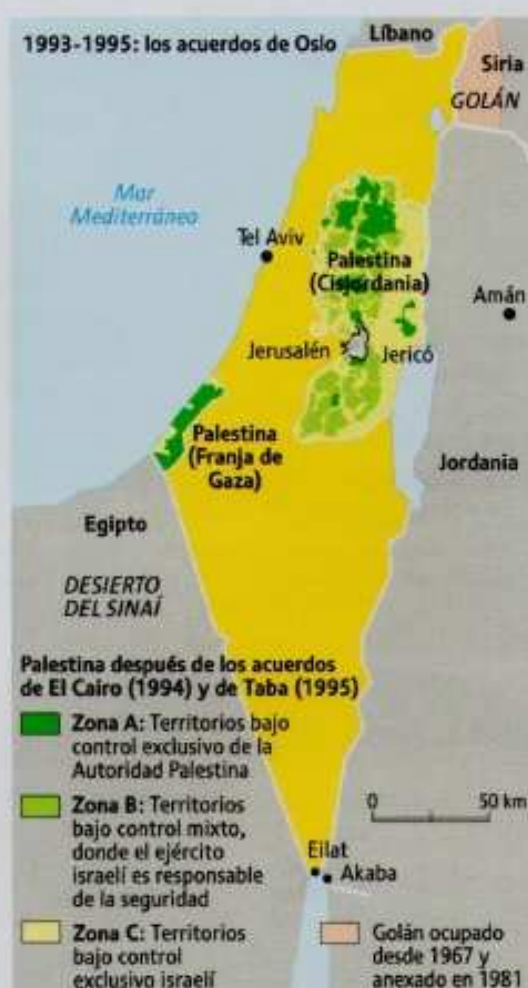 1993-1995: los acuerdos de Oslo
Líbano
Siria
GOLÁN
Mar
Mediterráneo
Tel Aviv
Palestina
(Cisjordania)
Amán
Jerusalén
Jericó
Palestina
(Franja de
Gaza)
Jordania
Egipto
DESIERTO
DEL SINAÍ
Palestina después de los acuerdos
de El Cairo (1994) y de Taba (1995)
Zona A: Territorios bajo
control exclusivo de la
Autoridad Palestina
Zona B: Territorios
bajo control mixto,
donde el ejército
israelí es responsable
de la seguridad
Zona C: Territorios
bajo control
exclusivo israelí
0 50 km
Eilat
Akaba
Golán ocupado
desde 1967 y
anexado en 1981